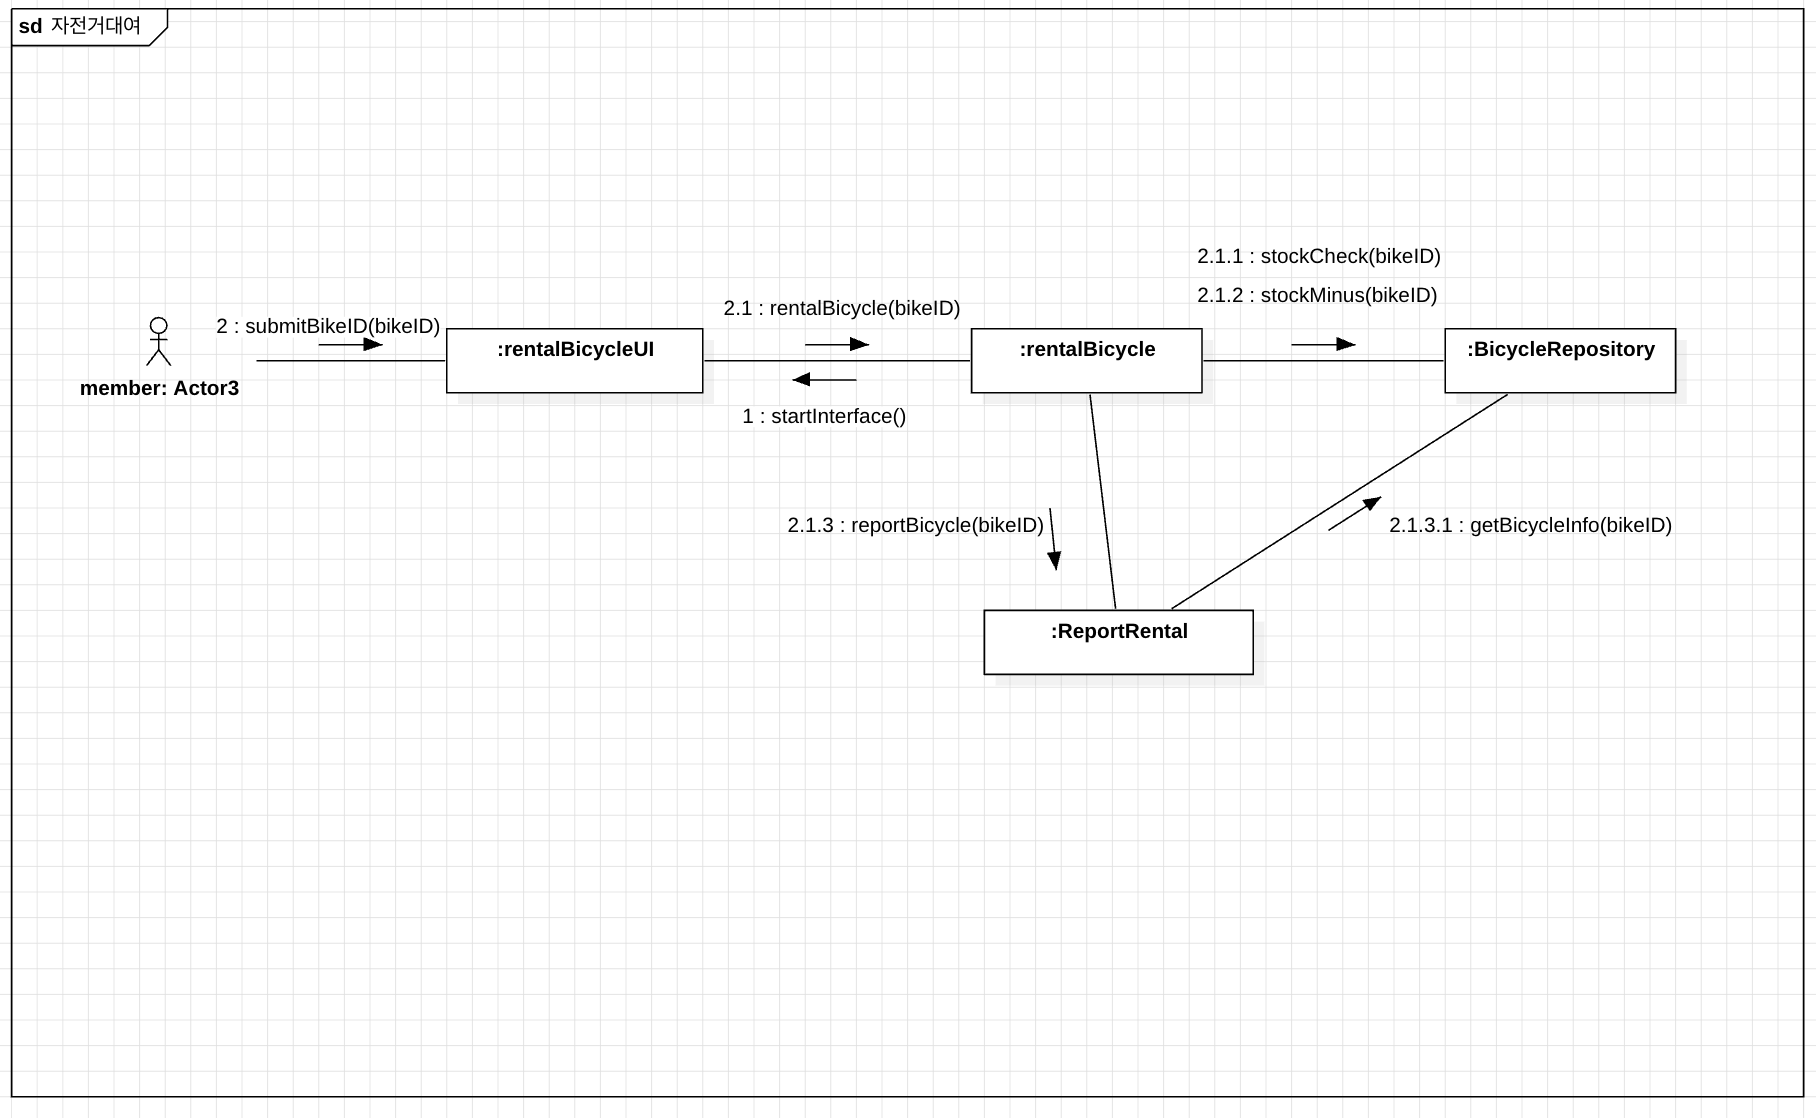 sd 자전거대여
2.1.1 : stockCheck(bikeID)
2.1.2 : stockMinus(bikeID)
2.1 : rentalBicycle(bikeID)
2 : submitBikeID(bikeID)
:rentalBicycleUI
:rentalBicycle
:BicycleRepository
member: Actor3
1 : startInterface()
2.1.3 : reportBicycle(bikeID)
2.1.3.1 : getBicycleInfo(bikeID)
:ReportRental